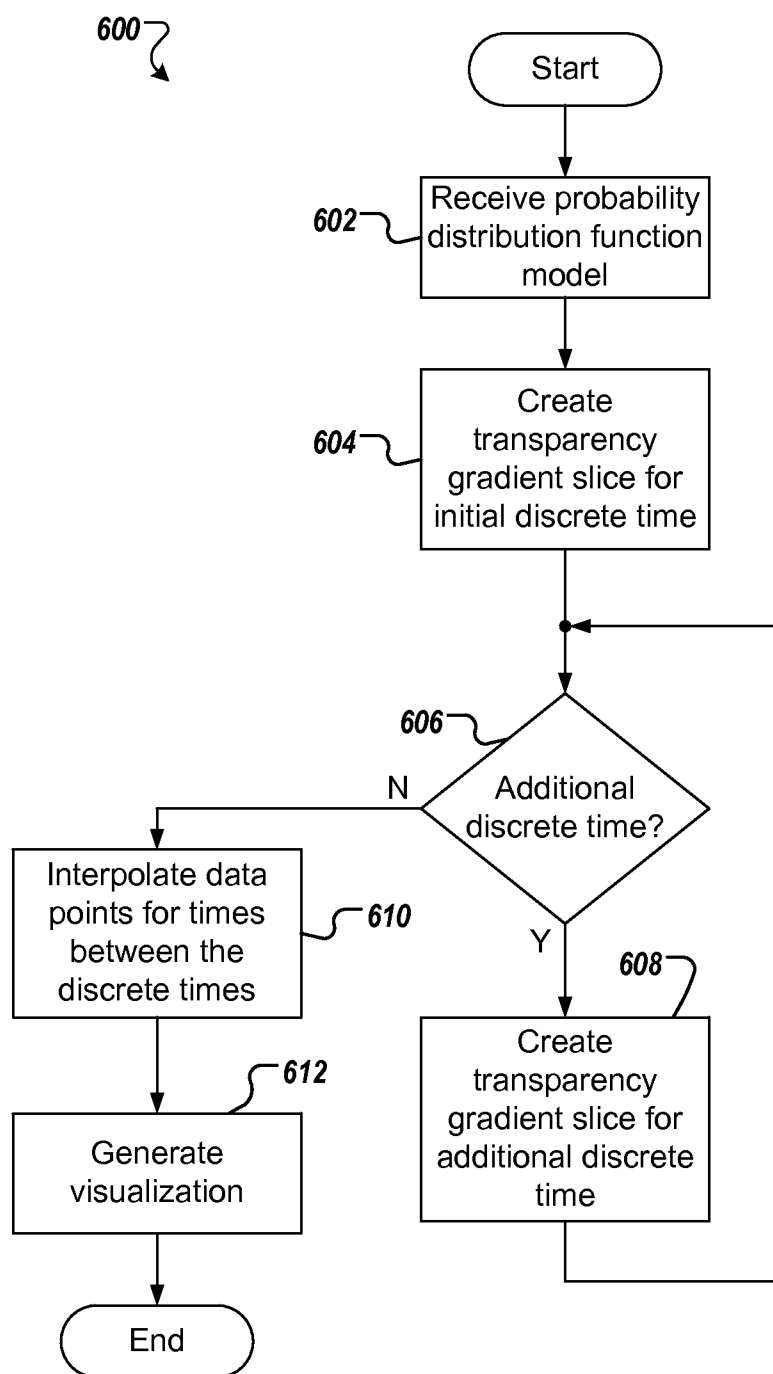 600
Start
602
Receive probability
distribution function
model
604
Create
transparency
gradient slice for
initial discrete time
606
Additional
discrete time?
N
Y
Interpolate data
points for times
between the
discrete times
610
608
Create
transparency
gradient slice for
additional discrete
time
612
Generate
visualization
End